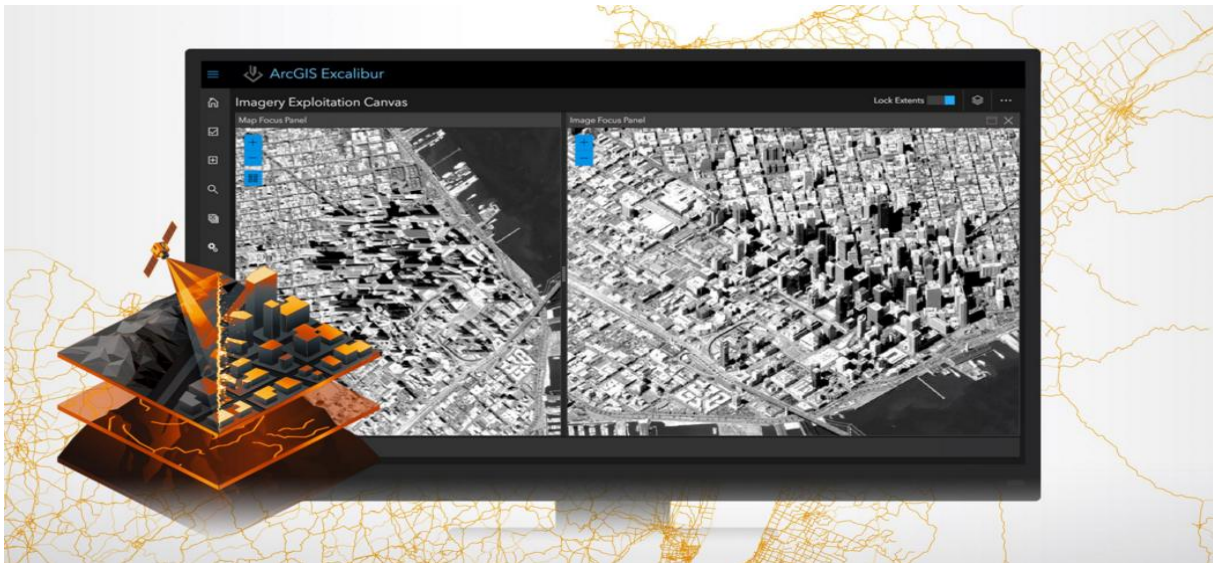 ArcGIS Excalibur
Imagery Exploitation Canvas
Lock Extents
Map Focus Panel
Image Focus Panel